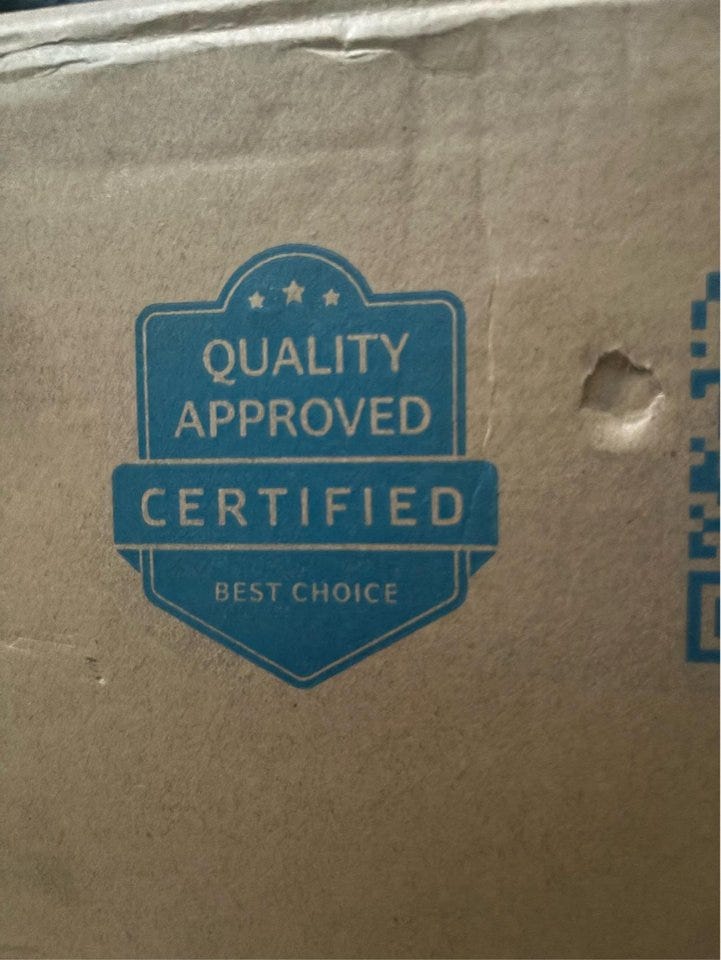 QUALITY
APPROVED
CERTIFIED
BEST CHOICE